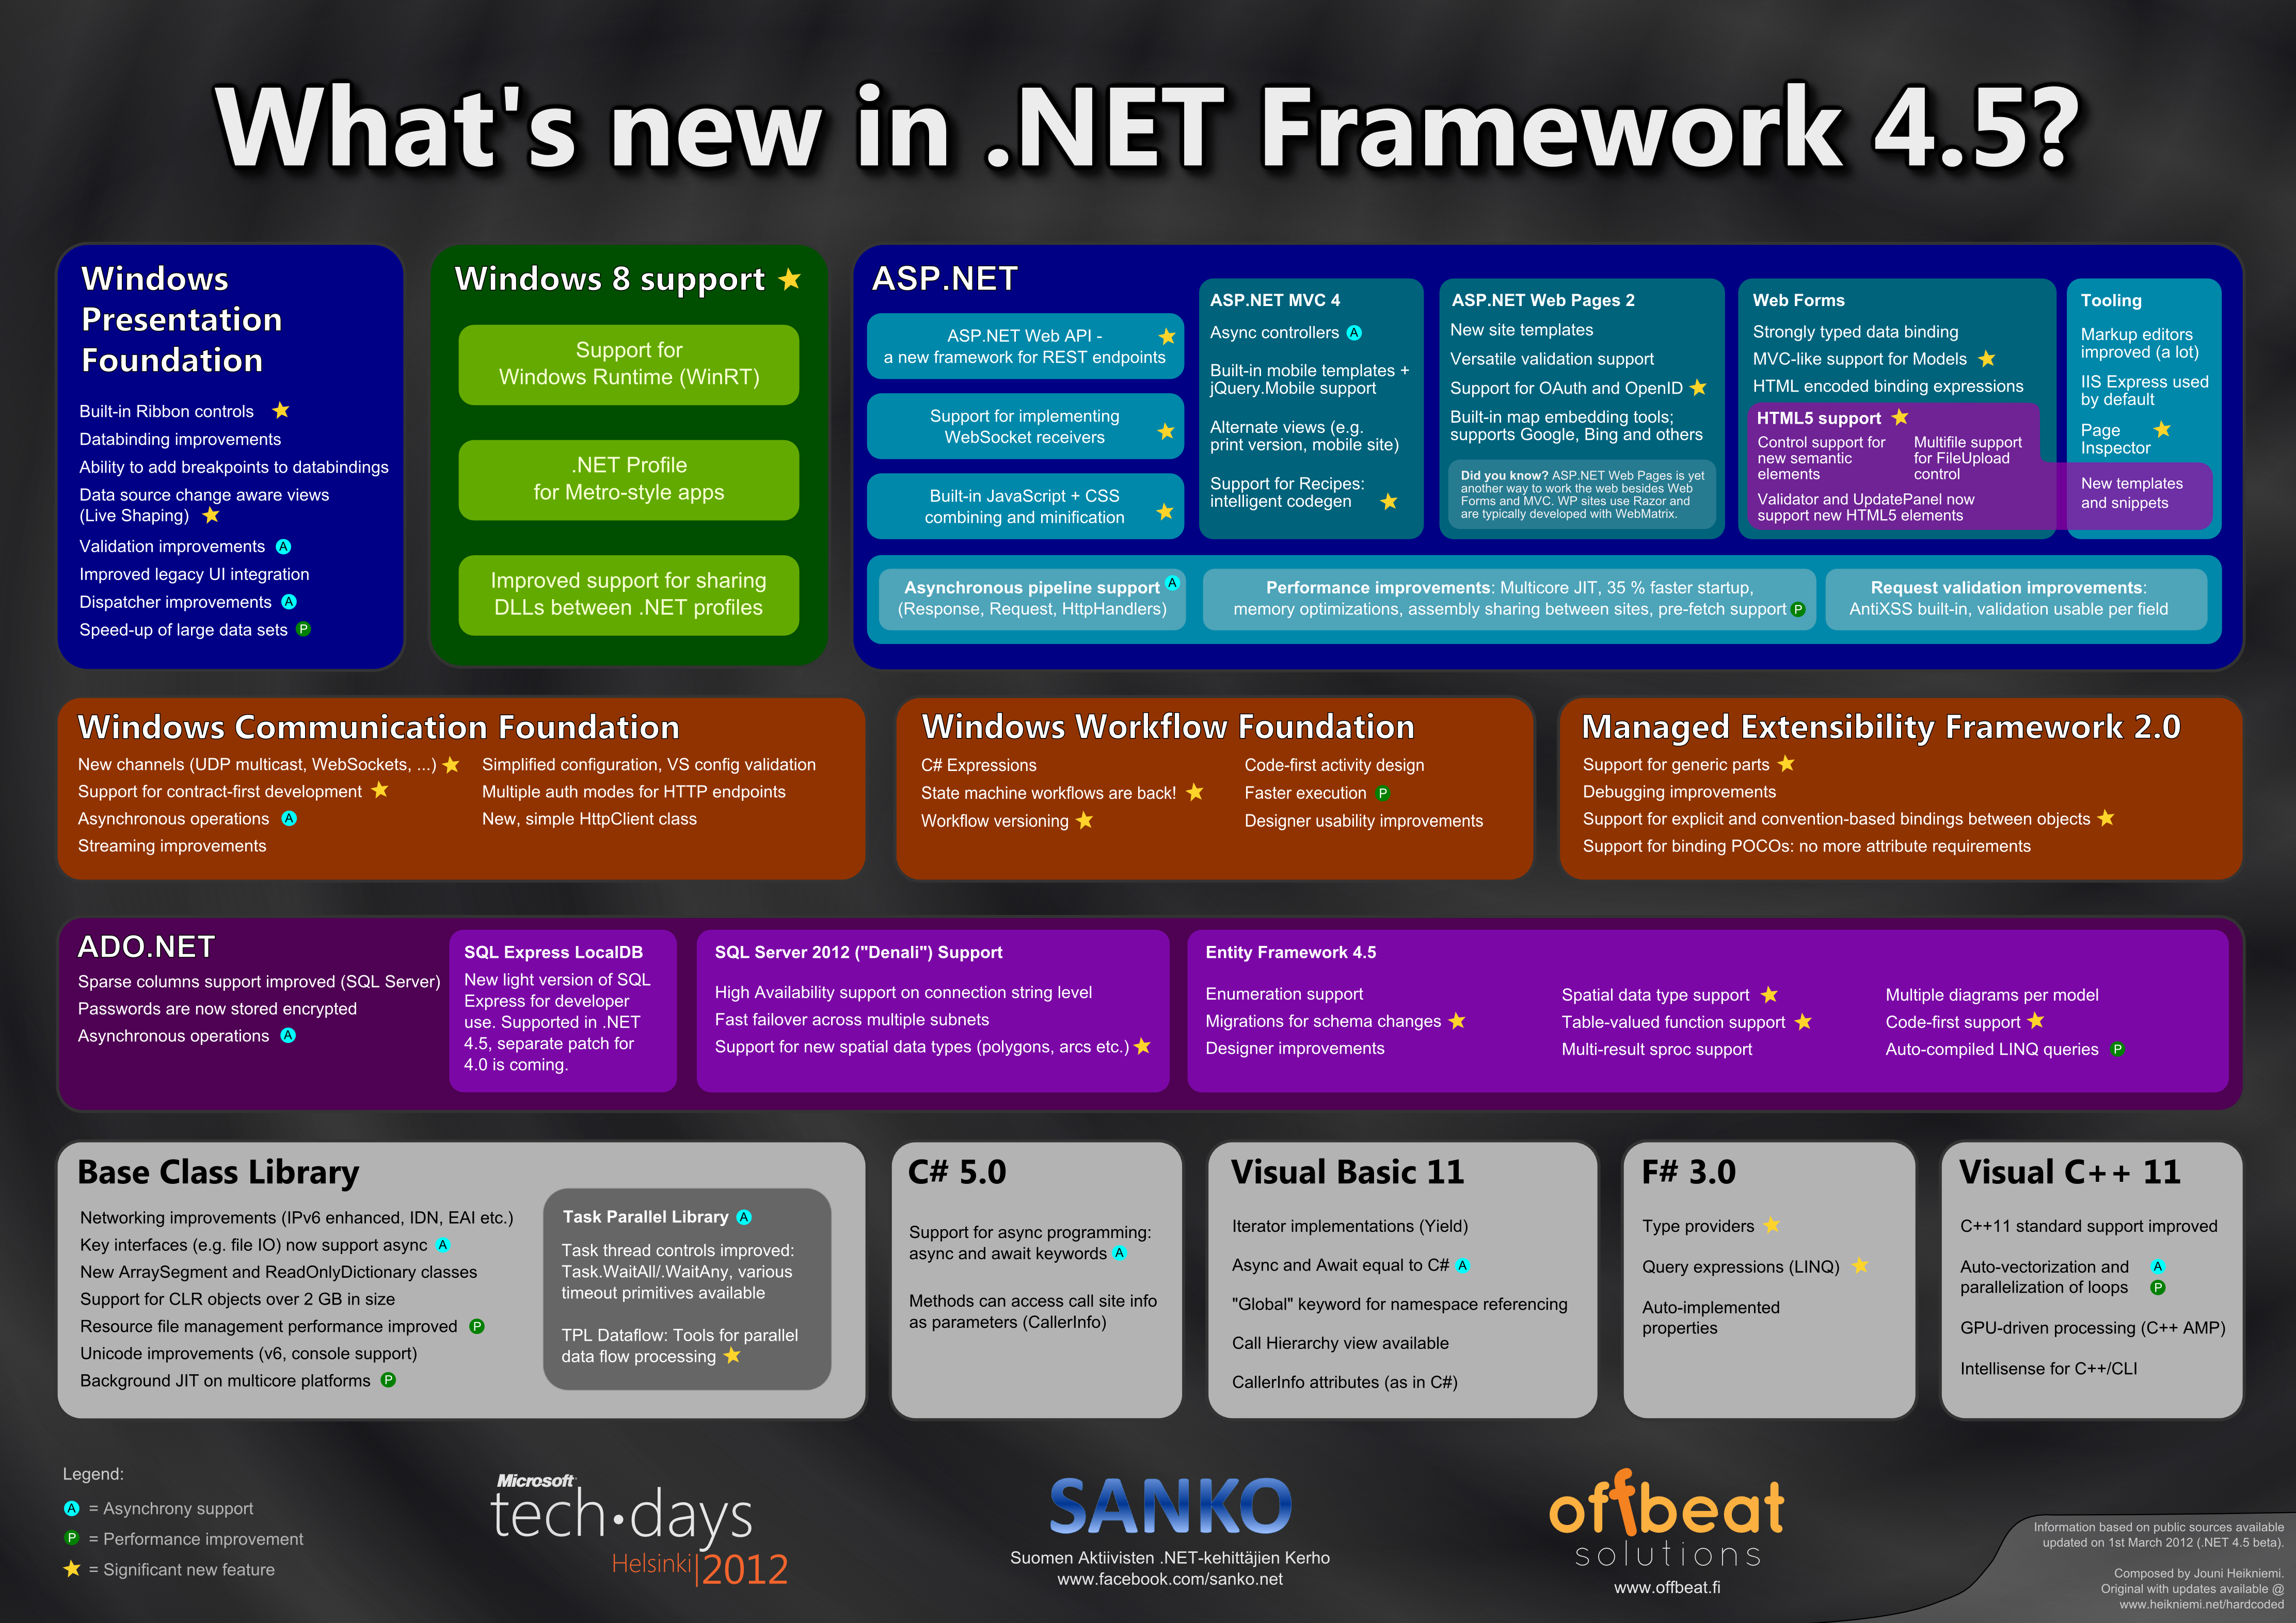 What's new in .NET Framework 4.5?
Windows
Presentation
Foundation
Built-in Ribbon controls
Databinding improvements
Ability to add breakpoints to databindings
Data source change aware views
(Live Shaping)
Validation improvements A
Improved legacy UI integration
Dispatcher improvements A
Speed-up of large data sets P
Windows 8 support
Support for
Windows Runtime (WinRT)
.NET Profile
for Metro-style apps
Improved support for sharing
DLLs between .NET profiles
ASP.NET
ASP.NET Web API -
a new framework for REST endpoints
Support for implementing
WebSocket receivers
Built-in JavaScript + CSS
combining and minification
ASP.NET MVC 4
Async controllers A
Built-in mobile templates +
jQuery.Mobile support
Alternate views (e.g.
print version, mobile site)
Support for Recipes:
intelligent codegen
ASP.NET Web Pages 2
New site templates
Versatile validation support
Support for OAuth and OpenID
Built-in map embedding tools;
supports Google, Bing and others
Did you know? ASP.NET Web Pages is yet
another way to work the web besides Web
Forms and MVC. WP sites use Razor and
are typically developed with WebMatrix.
Web Forms
Strongly typed data binding
MVC-like support for Models
HTML encoded binding expressions
HTML5 support
Control support for
new semantic
elements
Multifile support
for FileUpload
control
Validator and UpdatePanel now
support new HTML5 elements
Tooling
Markup editors
improved (a lot)
IIS Express used
by default
Page
Inspector
New templates
and snippets
Asynchronous pipeline support A
(Response, Request, HttpHandlers)
Performance improvements: Multicore JIT, 35 % faster startup,
memory optimizations, assembly sharing between sites, pre-fetch support P
Request validation improvements:
AntiXSS built-in, validation usable per field
Windows Communication Foundation
New channels (UDP multicast, WebSockets, ...)
Support for contract-first development
Asynchronous operations A
Streaming improvements
Simplified configuration, VS config validation
Multiple auth modes for HTTP endpoints
New, simple HttpClient class
Windows Workflow Foundation
C# Expressions
State machine workflows are back!
Workflow versioning
Code-first activity design
Faster execution P
Designer usability improvements
Managed Extensibility Framework 2.0
Support for generic parts
Debugging improvements
Support for explicit and convention-based bindings between objects
Support for binding POCOs: no more attribute requirements
ADO.NET
Sparse columns support improved (SQL Server)
Passwords are now stored encrypted
Asynchronous operations A
SQL Express LocalDB
New light version of SQL
Express for developer
use. Supported in .NET
4.5, separate patch for
4.0 is coming.
SQL Server 2012 ("Denali") Support
High Availability support on connection string level
Fast failover across multiple subnets
Support for new spatial data types (polygons, arcs etc.)
Entity Framework 4.5
Enumeration support
Migrations for schema changes
Designer improvements
Spatial data type support
Table-valued function support
Multi-result sproc support
Multiple diagrams per model
Code-first support
Auto-compiled LINQ queries P
Base Class Library
Networking improvements (IPv6 enhanced, IDN, EAI etc.)
Key interfaces (e.g. file IO) now support async A
New ArraySegment and ReadOnlyDictionary classes
Support for CLR objects over 2 GB in size
Resource file management performance improved P
Unicode improvements (v6, console support)
Background JIT on multicore platforms P
Task Parallel Library A
Task thread controls improved:
Task.WaitAll/.WaitAny, various
timeout primitives available
TPL Dataflow: Tools for parallel
data flow processing
C# 5.0
Support for async programming:
async and await keywords A
Methods can access call site info
as parameters (CallerInfo)
Visual Basic 11
Iterator implementations (Yield)
Async and Await equal to C# A
"Global" keyword for namespace referencing
Call Hierarchy view available
CallerInfo attributes (as in C#)
F# 3.0
Type providers
Query expressions (LINQ)
Auto-implemented
properties
Visual C++ 11
C++11 standard support improved
Auto-vectorization and A
parallelization of loops P
GPU-driven processing (C++ AMP)
Intellisense for C++/CLI
Legend:
A = Asynchrony support
P = Performance improvement
= Significant new feature
Microsoft
tech·days
Helsinki|2012
SANKO
Suomen Aktiivisten .NET-kehittäjien Kerho
www.facebook.com/sanko.net
offbeat
solutions
www.offbeat.fi
Information based on public sources available
updated on 1st March 2012 (.NET 4.5 beta).
Composed by Jouni Heikniemi.
Original with updates available @
www.heikniemi.net/hardcoded